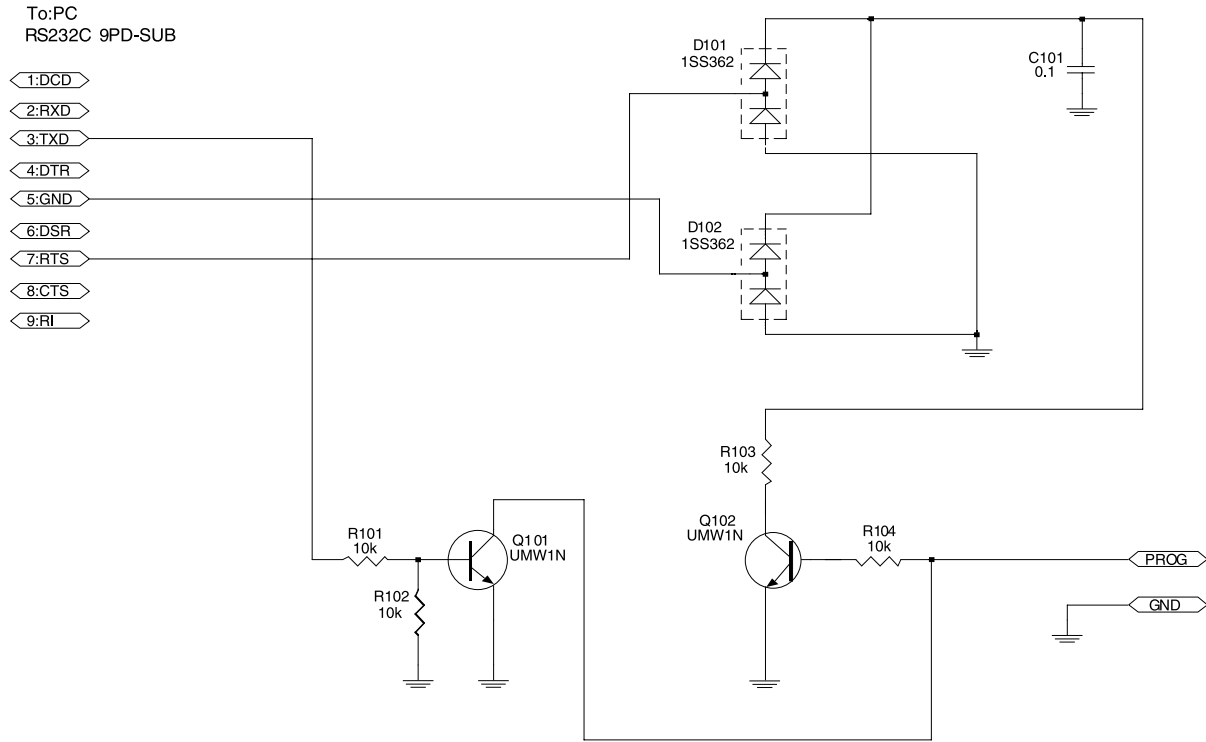 To:PC
RS232C 9PD-SUB
1:DCD
2:RXD
3:TXD
4:DTR
5:GND
6:DSR
7:RTS
8:CTS
9:RI
D101
1SS362
C101
0.1
D102
1SS362
R103
10k
R101
10k
Q101
UMW1N
R102
10k
Q102
UMW1N
R104
10k
PROG
GND